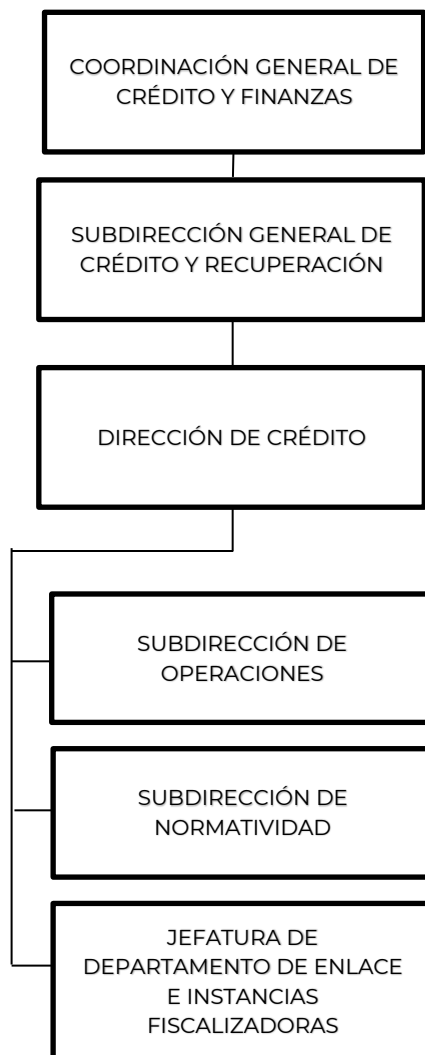 COORDINACIÓN GENERAL DE
CRÉDITO Y FINANZAS
SUBDIRECCIÓN GENERAL DE
CRÉDITO Y RECUPERACIÓN
DIRECCIÓN DE CRÉDITO
SUBDIRECCIÓN DE
OPERACIONES
SUBDIRECCIÓN DE
NORMATIVIDAD
JEFATURA DE
DEPARTAMENTO DE ENLACE
E INSTANCIAS
FISCALIZADORAS